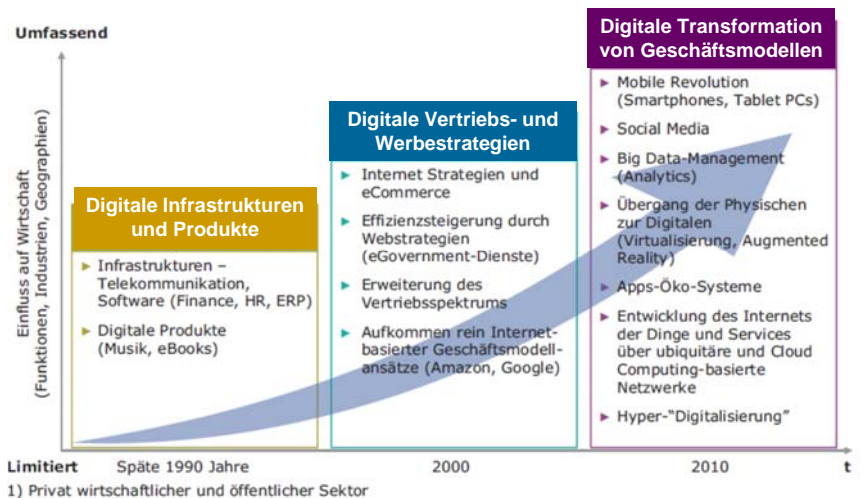 Umfassend
Einfluss auf Wirtschaft
(Funktionen, Industrien, Geographien)
Digitale Infrastrukturen
und Produkte
► Infrastrukturen –
Telekommunikation,
Software (Finance, HR, ERP)
► Digitale Produkte
(Musik, eBooks)
Digitale Vertriebs- und
Werbestrategien
► Internet Strategien und
eCommerce
► Effizienzsteigerung durch
Webstrategien
(eGovernment-Dienste)
► Erweiterung des
Vertriebsspektrums
► Aufkommen rein Internet-
basierter Geschäftsmodell-
ansätze (Amazon, Google)
Digitale Transformation
von Geschäftsmodellen
► Mobile Revolution
(Smartphones, Tablet PCs)
► Social Media
► Big Data-Management
(Analytics)
► Übergang der Physischen
zur Digitalen
(Virtualisierung, Augmented
Reality)
► Apps-Öko-Systeme
► Entwicklung des Internets
der Dinge und Services
über ubiquitäre und Cloud
Computing-basierte
Netzwerke
► Hyper-“Digitalisierung”
Limitiert
Späte 1990 Jahre
2000
2010
t
1) Privat wirtschaftlicher und öffentlicher Sektor